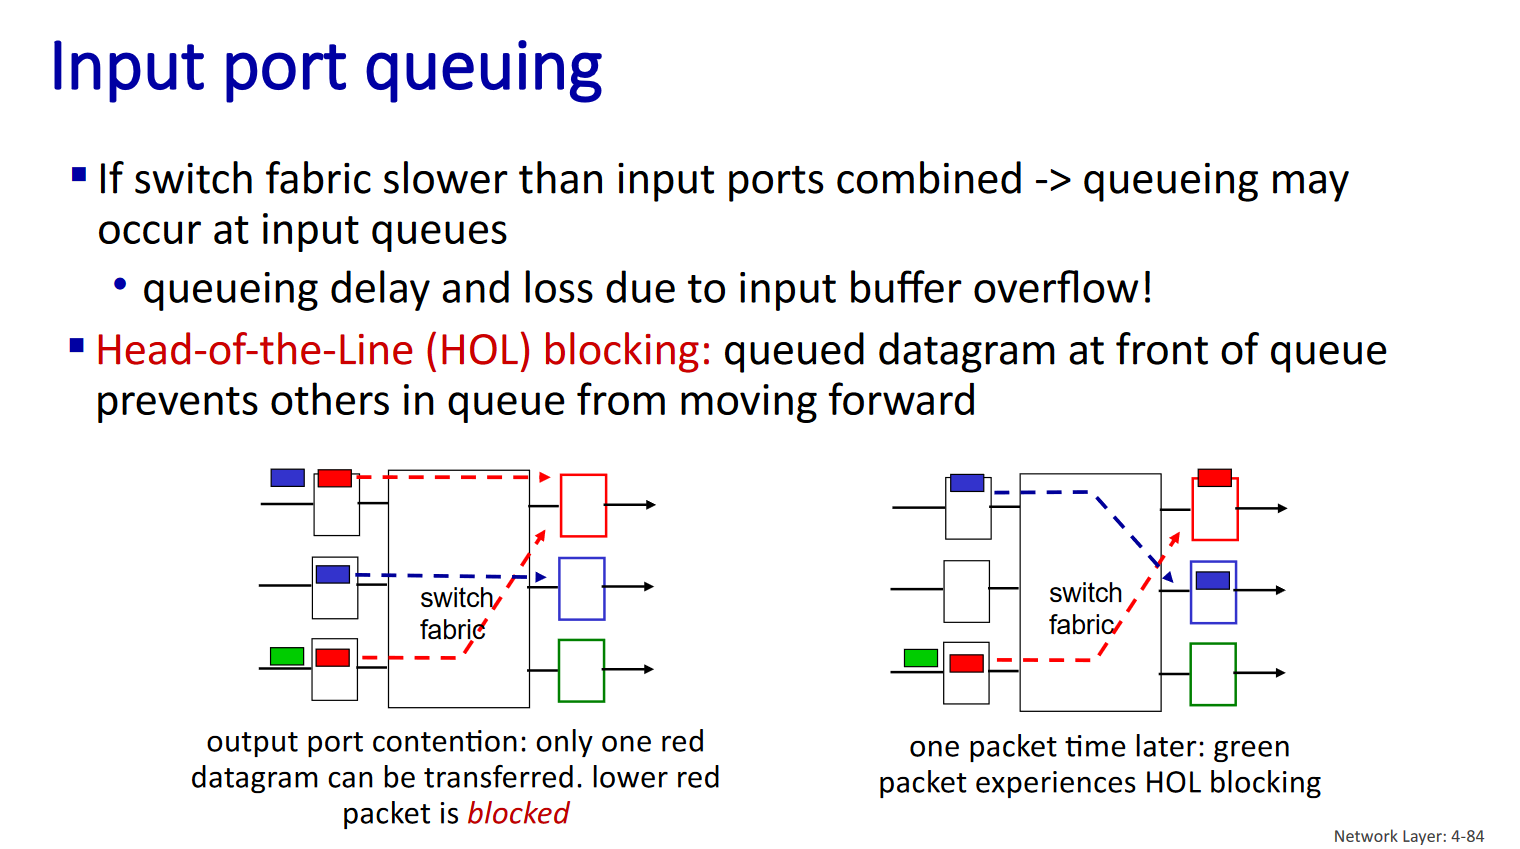 Input port queuing
If switch fabric slower than input ports combined -> queueing may
occur at input queues
• queueing delay and loss due to input buffer overflow!
Head-of-the-Line (HOL) blocking: queued datagram at front of queue
prevents others in queue from moving forward
switch
fabric
output port contention: only one red
datagram can be transferred. lower red
packet is blocked
switch
fabric
one packet time later: green
packet experiences HOL blocking
Network Layer: 4-84